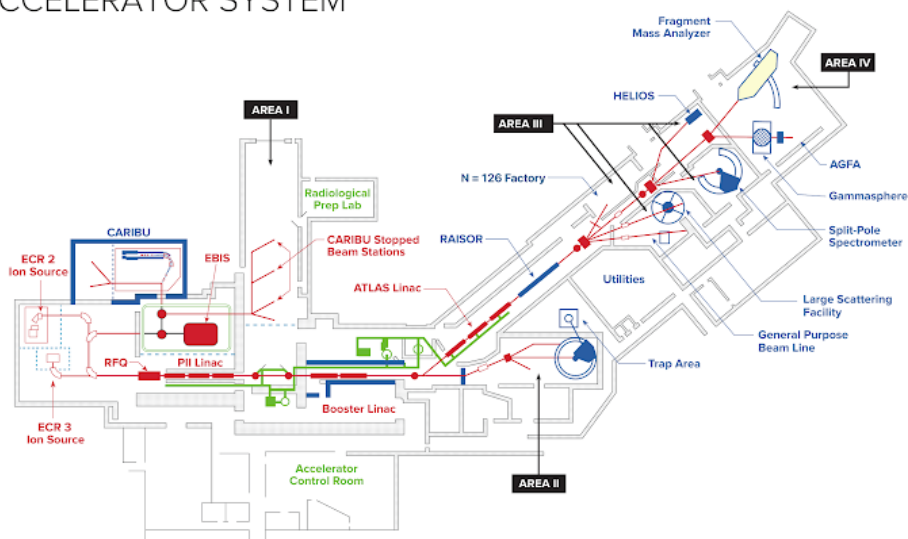 CCELERATOR SYSTEM
Fragment
Mass Analyzer
AREA IV
HELIOS
AREA I
AREA III
AGFA
N = 126 Factory
Radiological
Prep Lab
Gammasphere
CARIBU
CARIBU Stopped
Beam Stations
RAISOR
Split-Pole
Spectrometer
ECR 2
Ion Source
EBIS
Utilities
ATLAS Linac
Large Scattering
Facility
General Purpose
Beam Line
RFQ
PII Linac
Trap Area
Booster Linac
ECR 3
Ion Source
Accelerator
Control Room
AREA II